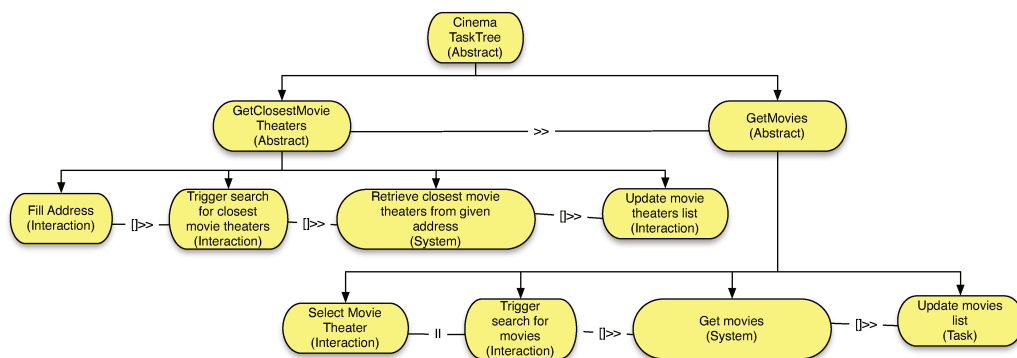 Cinema
TaskTree
(Abstract)
GetClosestMovie
Theaters
(Abstract)
>>
GetMovies
(Abstract)
Fill Address
(Interaction)
[]>>
Trigger search
for closest
movie theaters
(Interaction)
[]>>
Retrieve closest movie
theaters from given
address
(System)
[]>>
Update movie
theaters list
(Interaction)
Select Movie
Theater
(Interaction)
II
Trigger
search for
movies
(Interaction)
[]>>
Get movies
(System)
[]>>
Update movies
list
(Task)